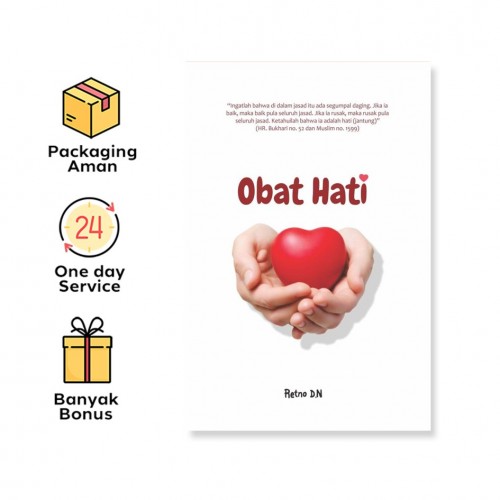 Packaging
Aman
24
One day
Service
Banyak
Bonus
"Ingatlah bahwa di dalam jasad itu ada segumpal daging. Jika ia
baik, maka baik pula seluruh jasad. Jika ia rusak, maka rusak pula
seluruh jasad. Ketahuilah bahwa ia adalah hati (jantung)"
(HR. Bukhari no. 52 dan Muslim no. 1599)
Obat Hati
Retno D.N